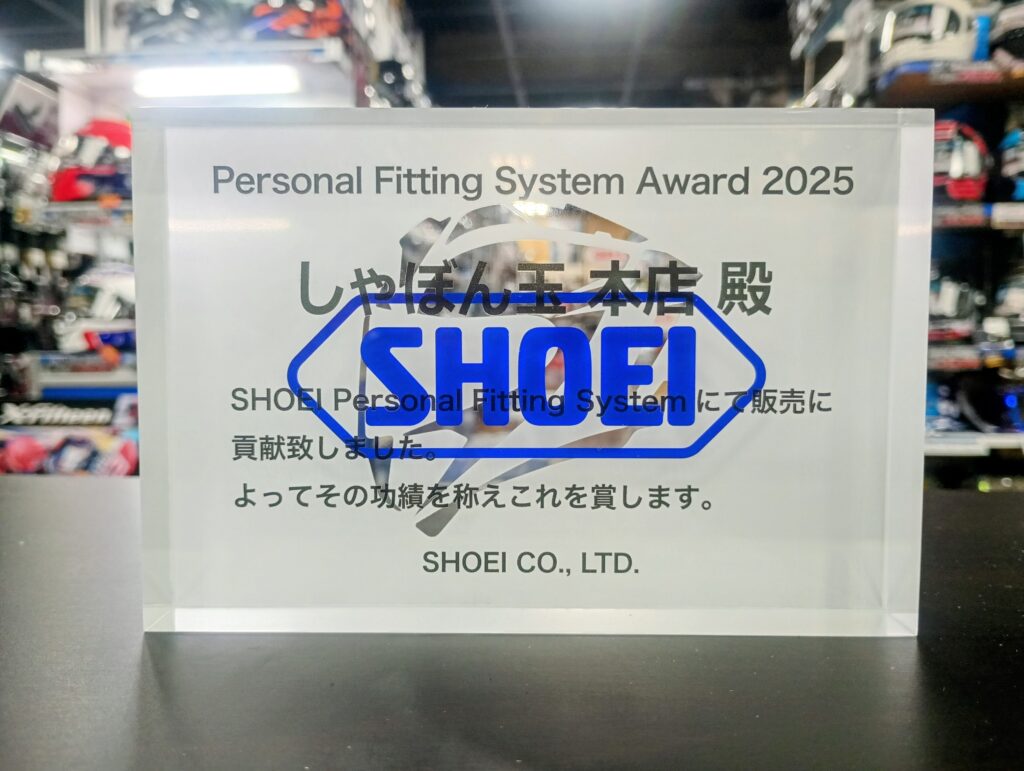 Personal Fitting System Award 2025
しゃぼん玉 本店 殿
SHOEI
SHOEI Personal Fitting System にて販売に
貢献致しました。
よってその功績を称えこれを賞します。
SHOEI CO., LTD.
X-Fifteen